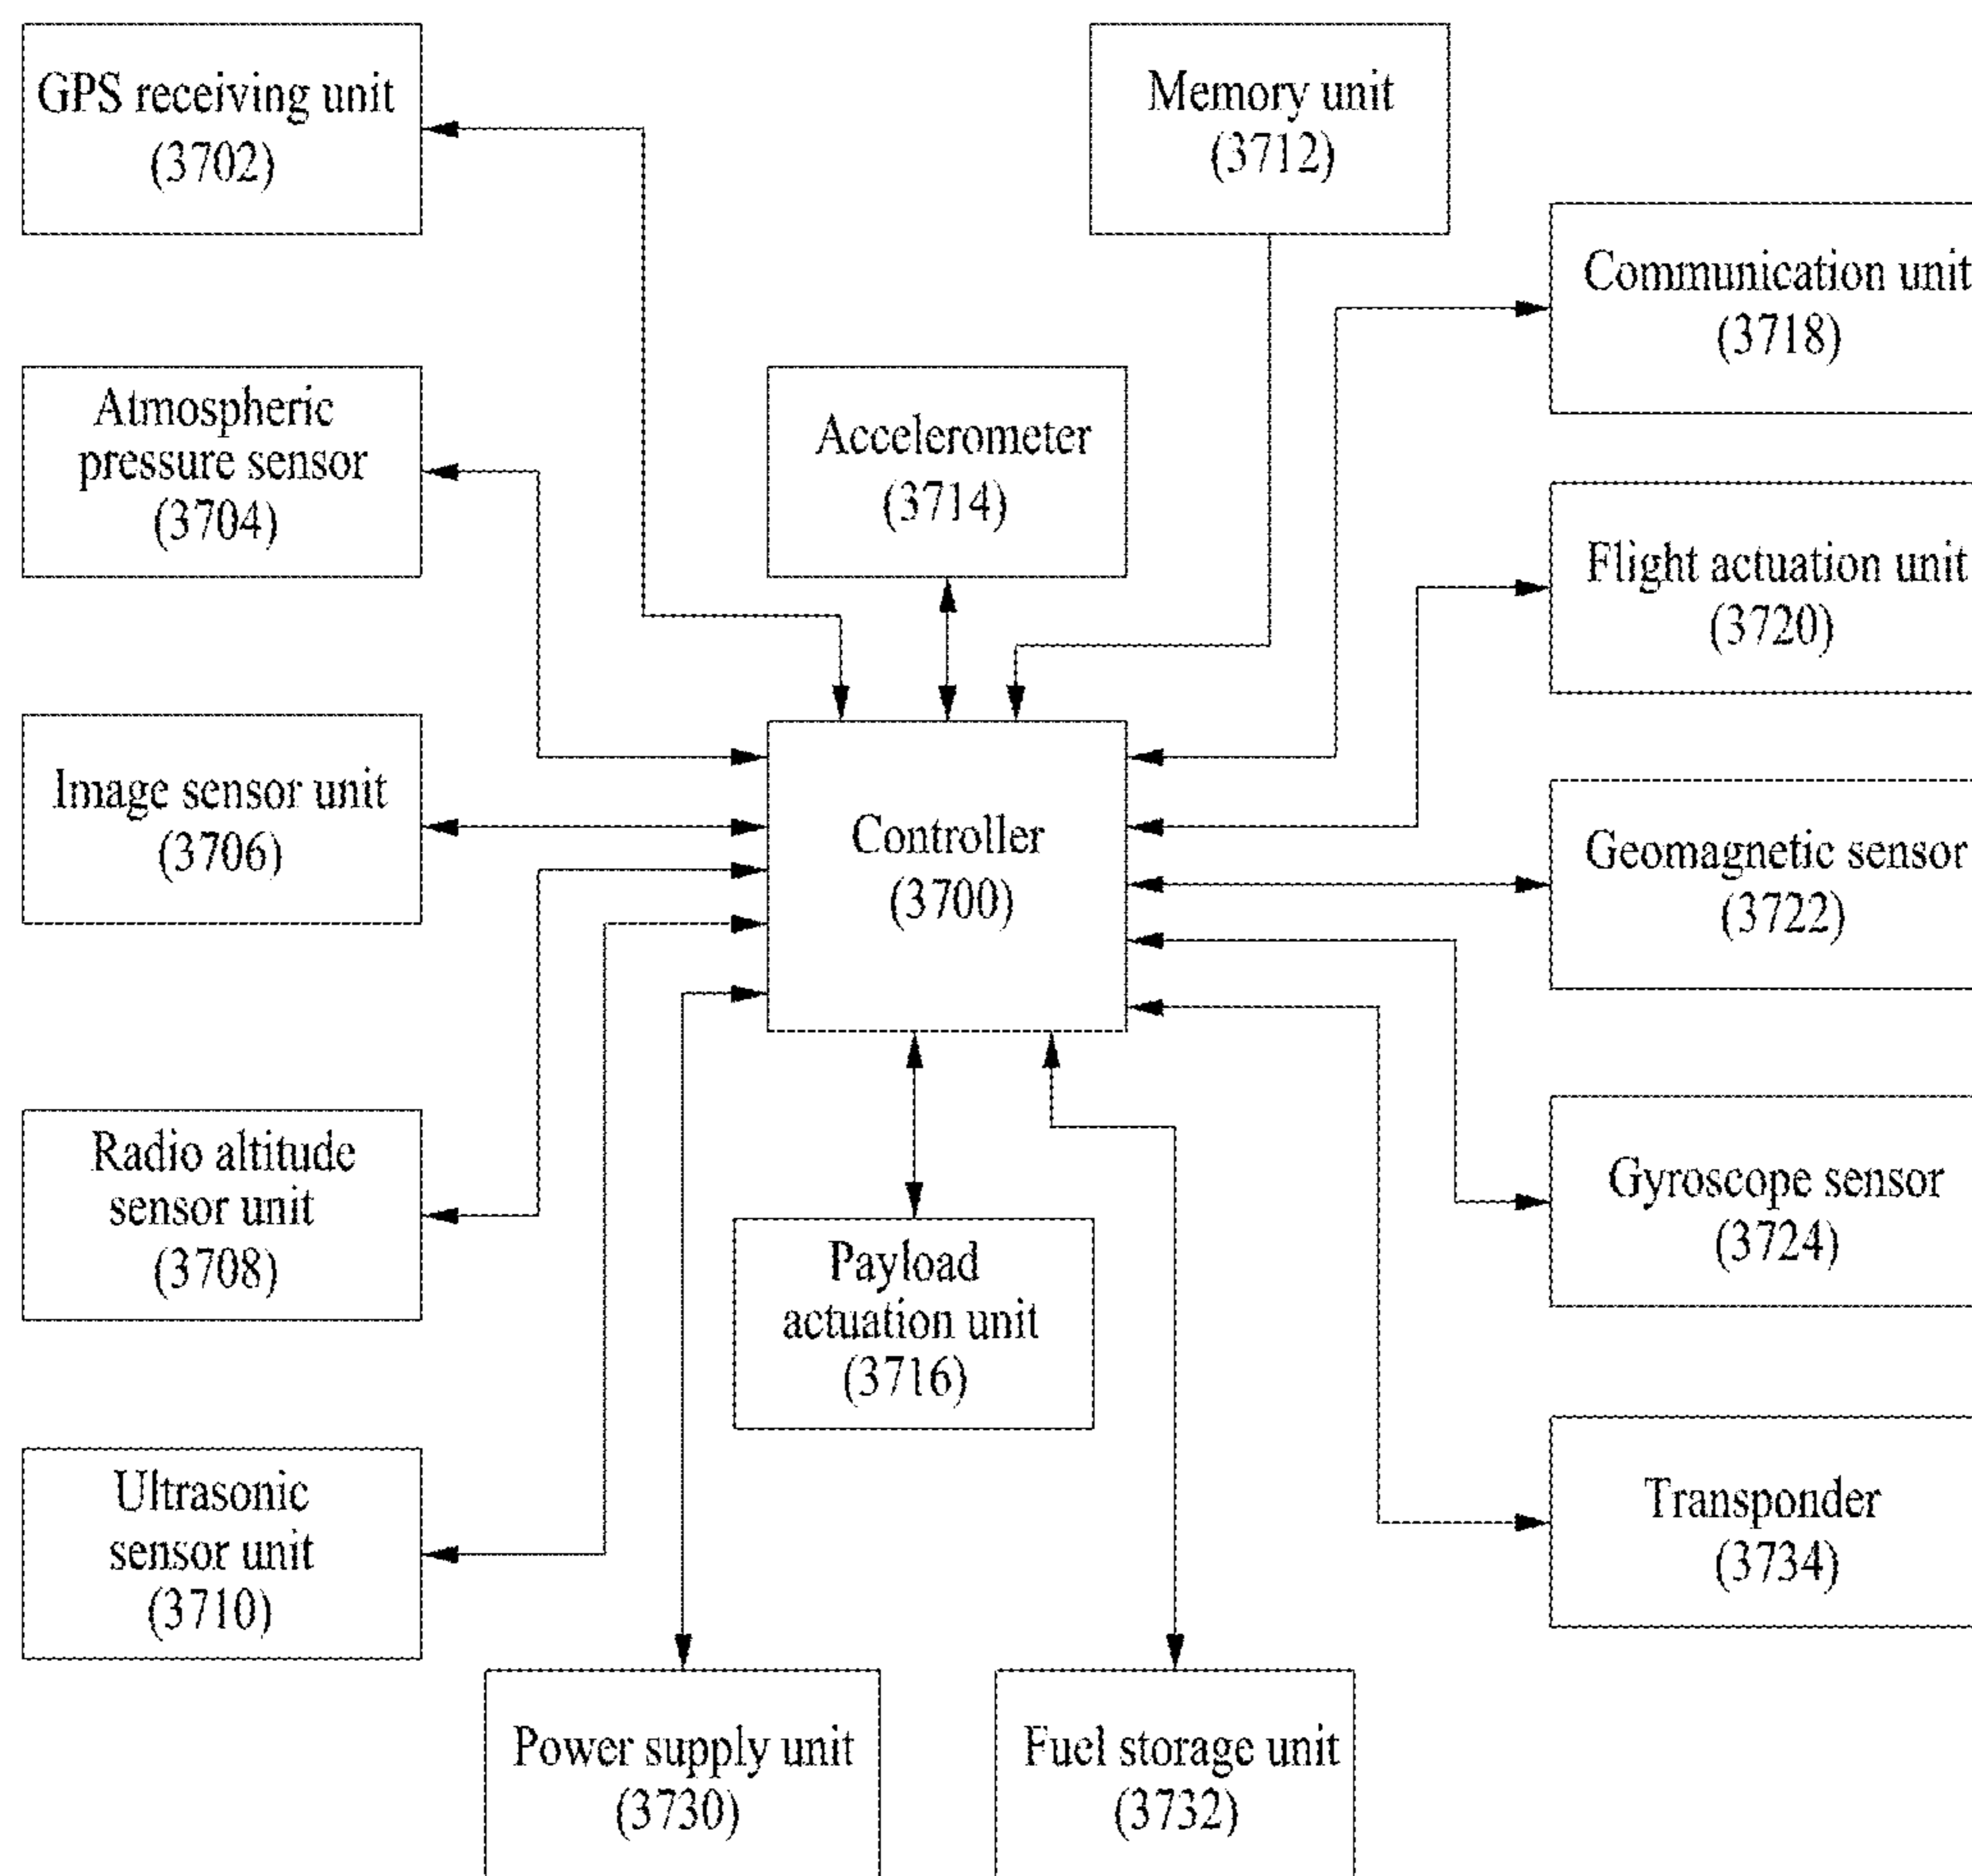 GPS receiving unit
(3702)
Memory unit
(3712)
Communication unit
(3718)
Atmospheric
pressure sensor
(3704)
Accelerometer
(3714)
Flight actuation unit
(3720)
Image sensor unit
(3706)
Controller
(3700)
Geomagnetic sensor
(3722)
Radio altitude
sensor unit
(3708)
Payload
actuation unit
(3716)
Gyroscope sensor
(3724)
Ultrasonic
sensor unit
(3710)
Transponder
(3734)
Power supply unit
(3730)
Fuel storage unit
(3732)